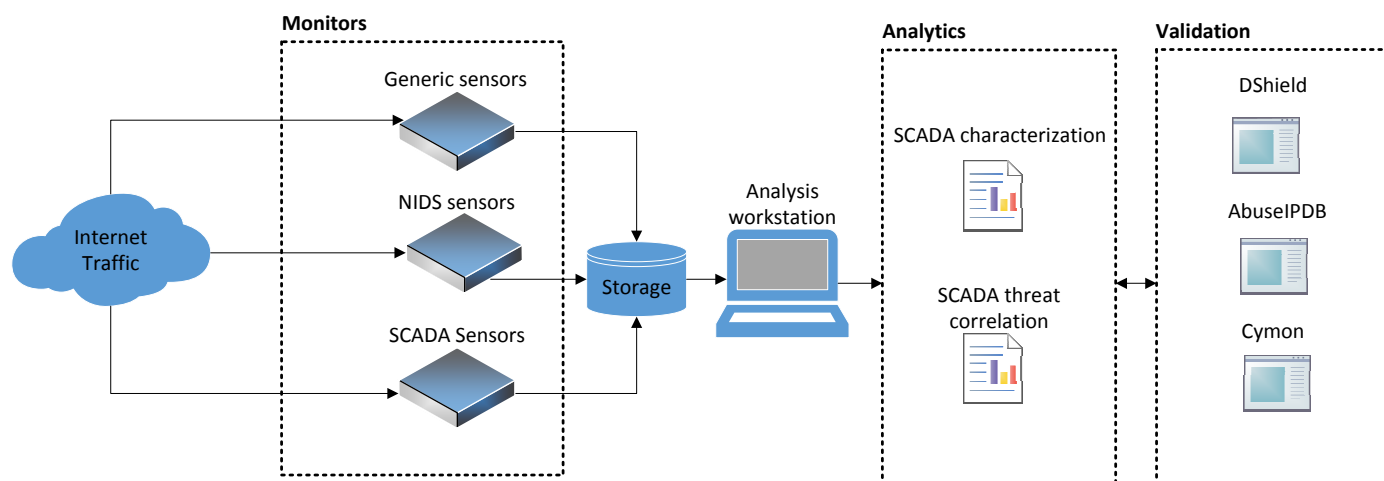 Monitors
Generic sensors
NIDS sensors
SCADA Sensors
Internet
Traffic
Storage
Analysis
workstation
Analytics
SCADA characterization
SCADA threat
correlation
Validation
DShield
AbuseIPDB
Cymon